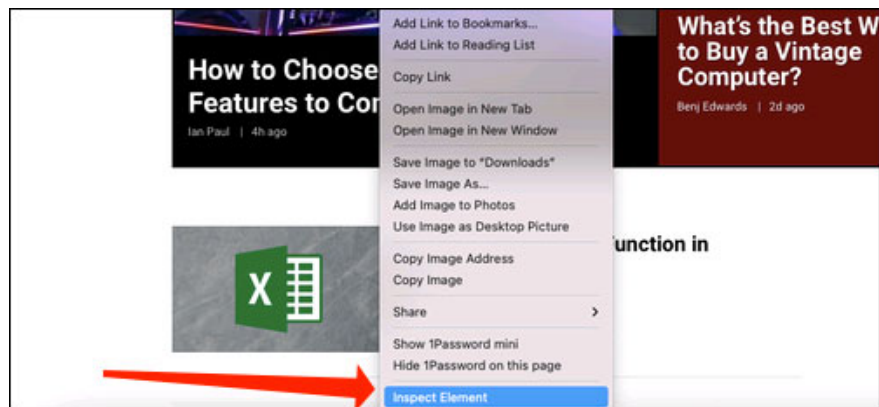 How to Choose
Features to Cor
Ian Paul | 4h ago
Add Link to Bookmarks...
Add Link to Reading List
Copy Link
Open Image in New Tab
Open Image in New Window
Save Image to "Downloads"
Save Image As...
Add Image to Photos
Use Image as Desktop Picture
Copy Image Address
Copy Image
Share
Show 1Password mini
Hide 1Password on this page
Inspect Element
What's the Best W
to Buy a Vintage
Computer?
Benj Edwards | 2d ago
X
unction in